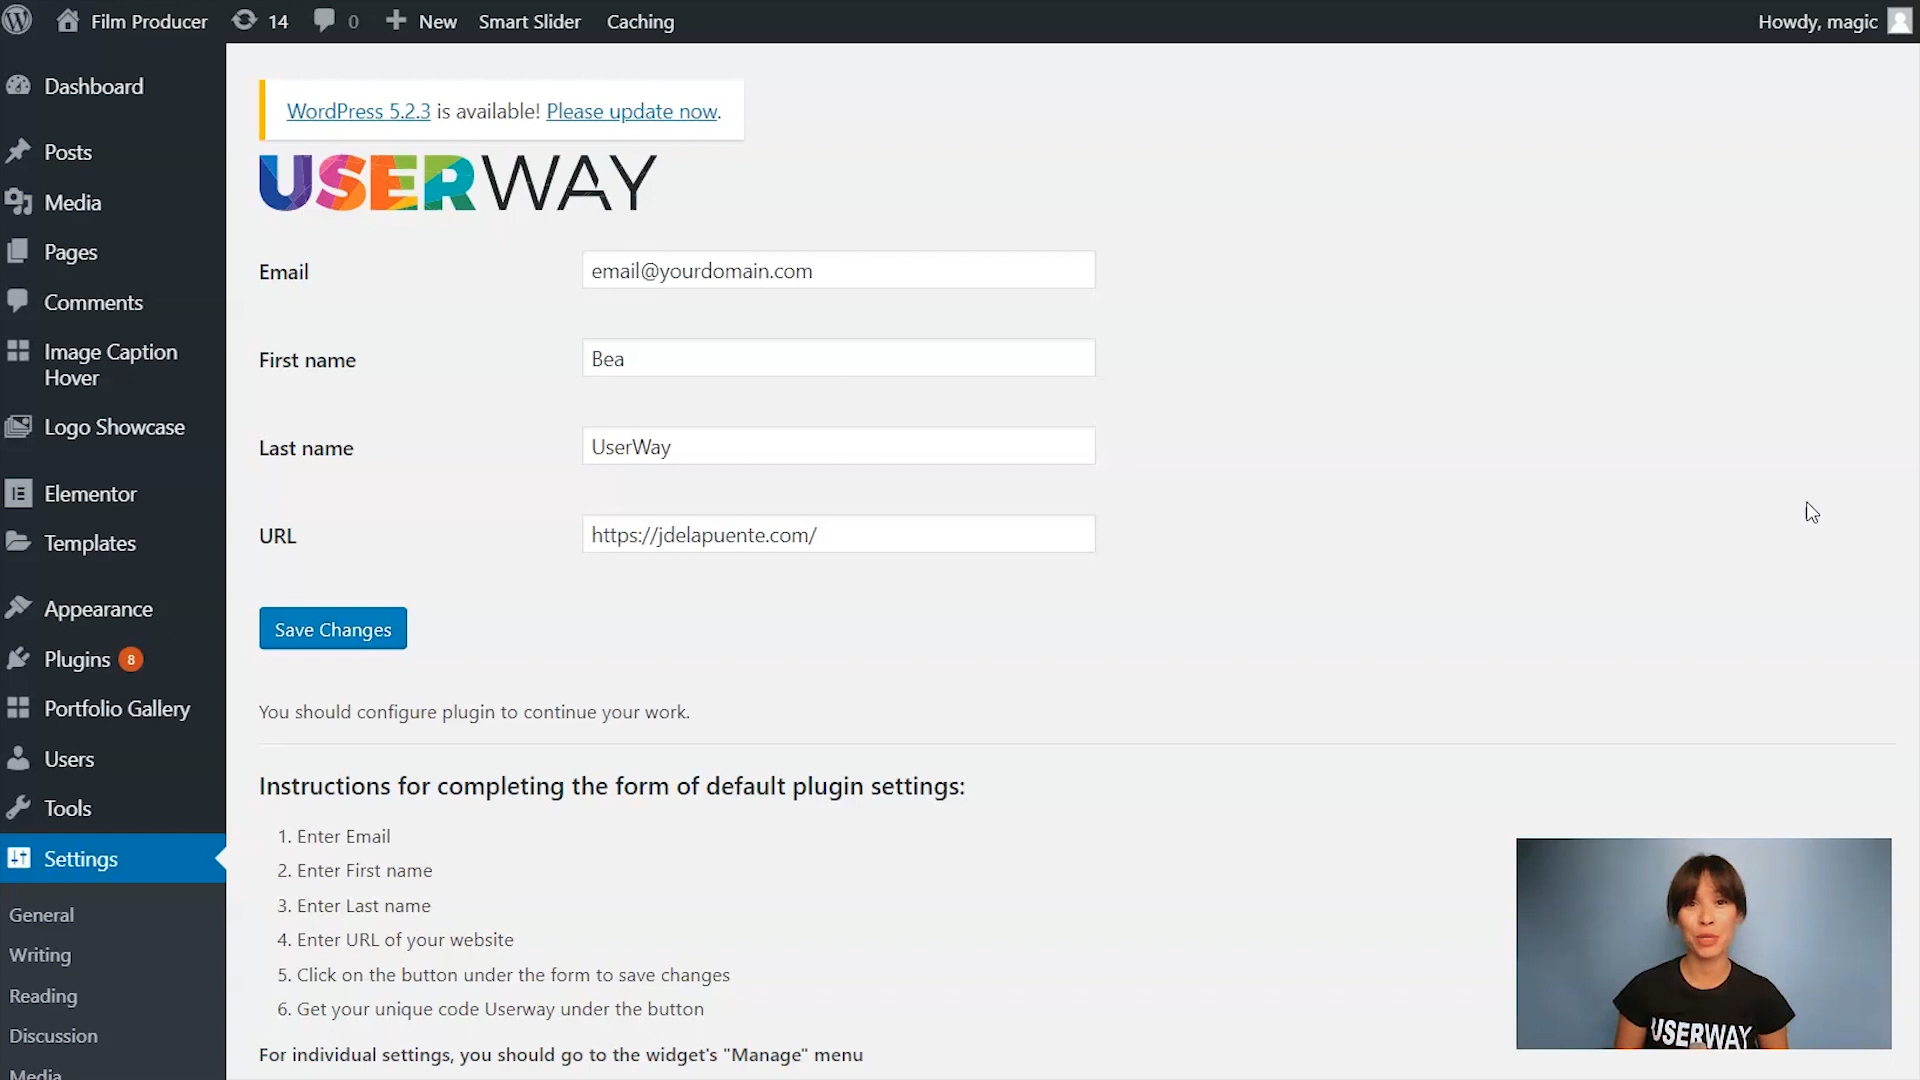 Film Producer 14 0 New Smart Slider Caching Howdy, magic
Dashboard
Posts
Media
Pages
Comments
Image Caption
Hover
Logo Showcase
Elementor
Templates
Appearance
Plugins 8
Portfolio Gallery
Users
Tools
Settings
General
Writing
Reading
Discussion
Media
WordPress 5.2.3 is available! Please update now.
USERWAY
Email email@yourdomain.com
First name Bea
Last name UserWay
URL https://jdelapuente.com/
Save Changes
You should configure plugin to continue your work.
Instructions for completing the form of default plugin settings:
1. Enter Email
2. Enter First name
3. Enter Last name
4. Enter URL of your website
5. Click on the button under the form to save changes
6. Get your unique code Userway under the button
For individual settings, you should go to the widget's "Manage" menu
USERWAY